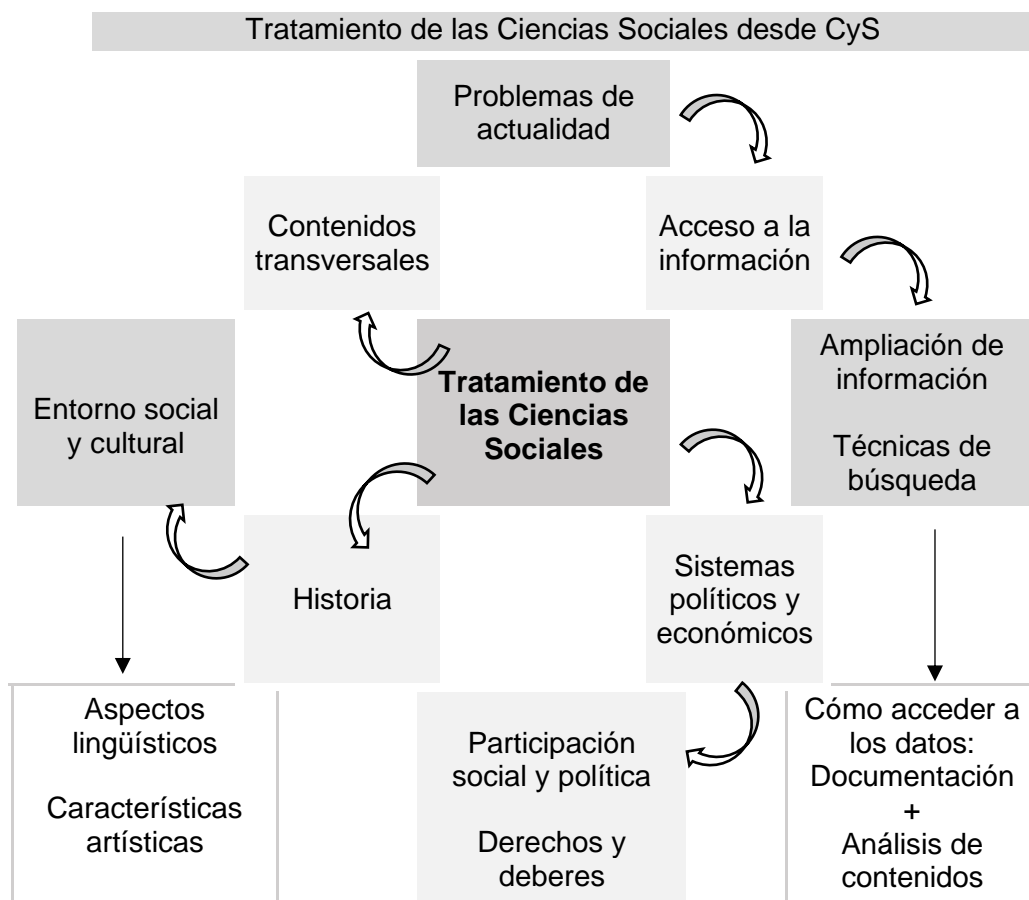 Tratamiento de las Ciencias Sociales desde CyS
Problemas de
actualidad
Contenidos
transversales
Acceso a la
información
Entorno social
y cultural
Tratamiento de
las Ciencias
Sociales
Ampliación de
información
Técnicas de
búsqueda
Historia
Sistemas
políticos y
económicos
Aspectos
lingüísticos
Características
artísticas
Participación
social y política
Derechos y
deberes
Cómo acceder a
los datos:
Documentación
+
Análisis de
contenidos